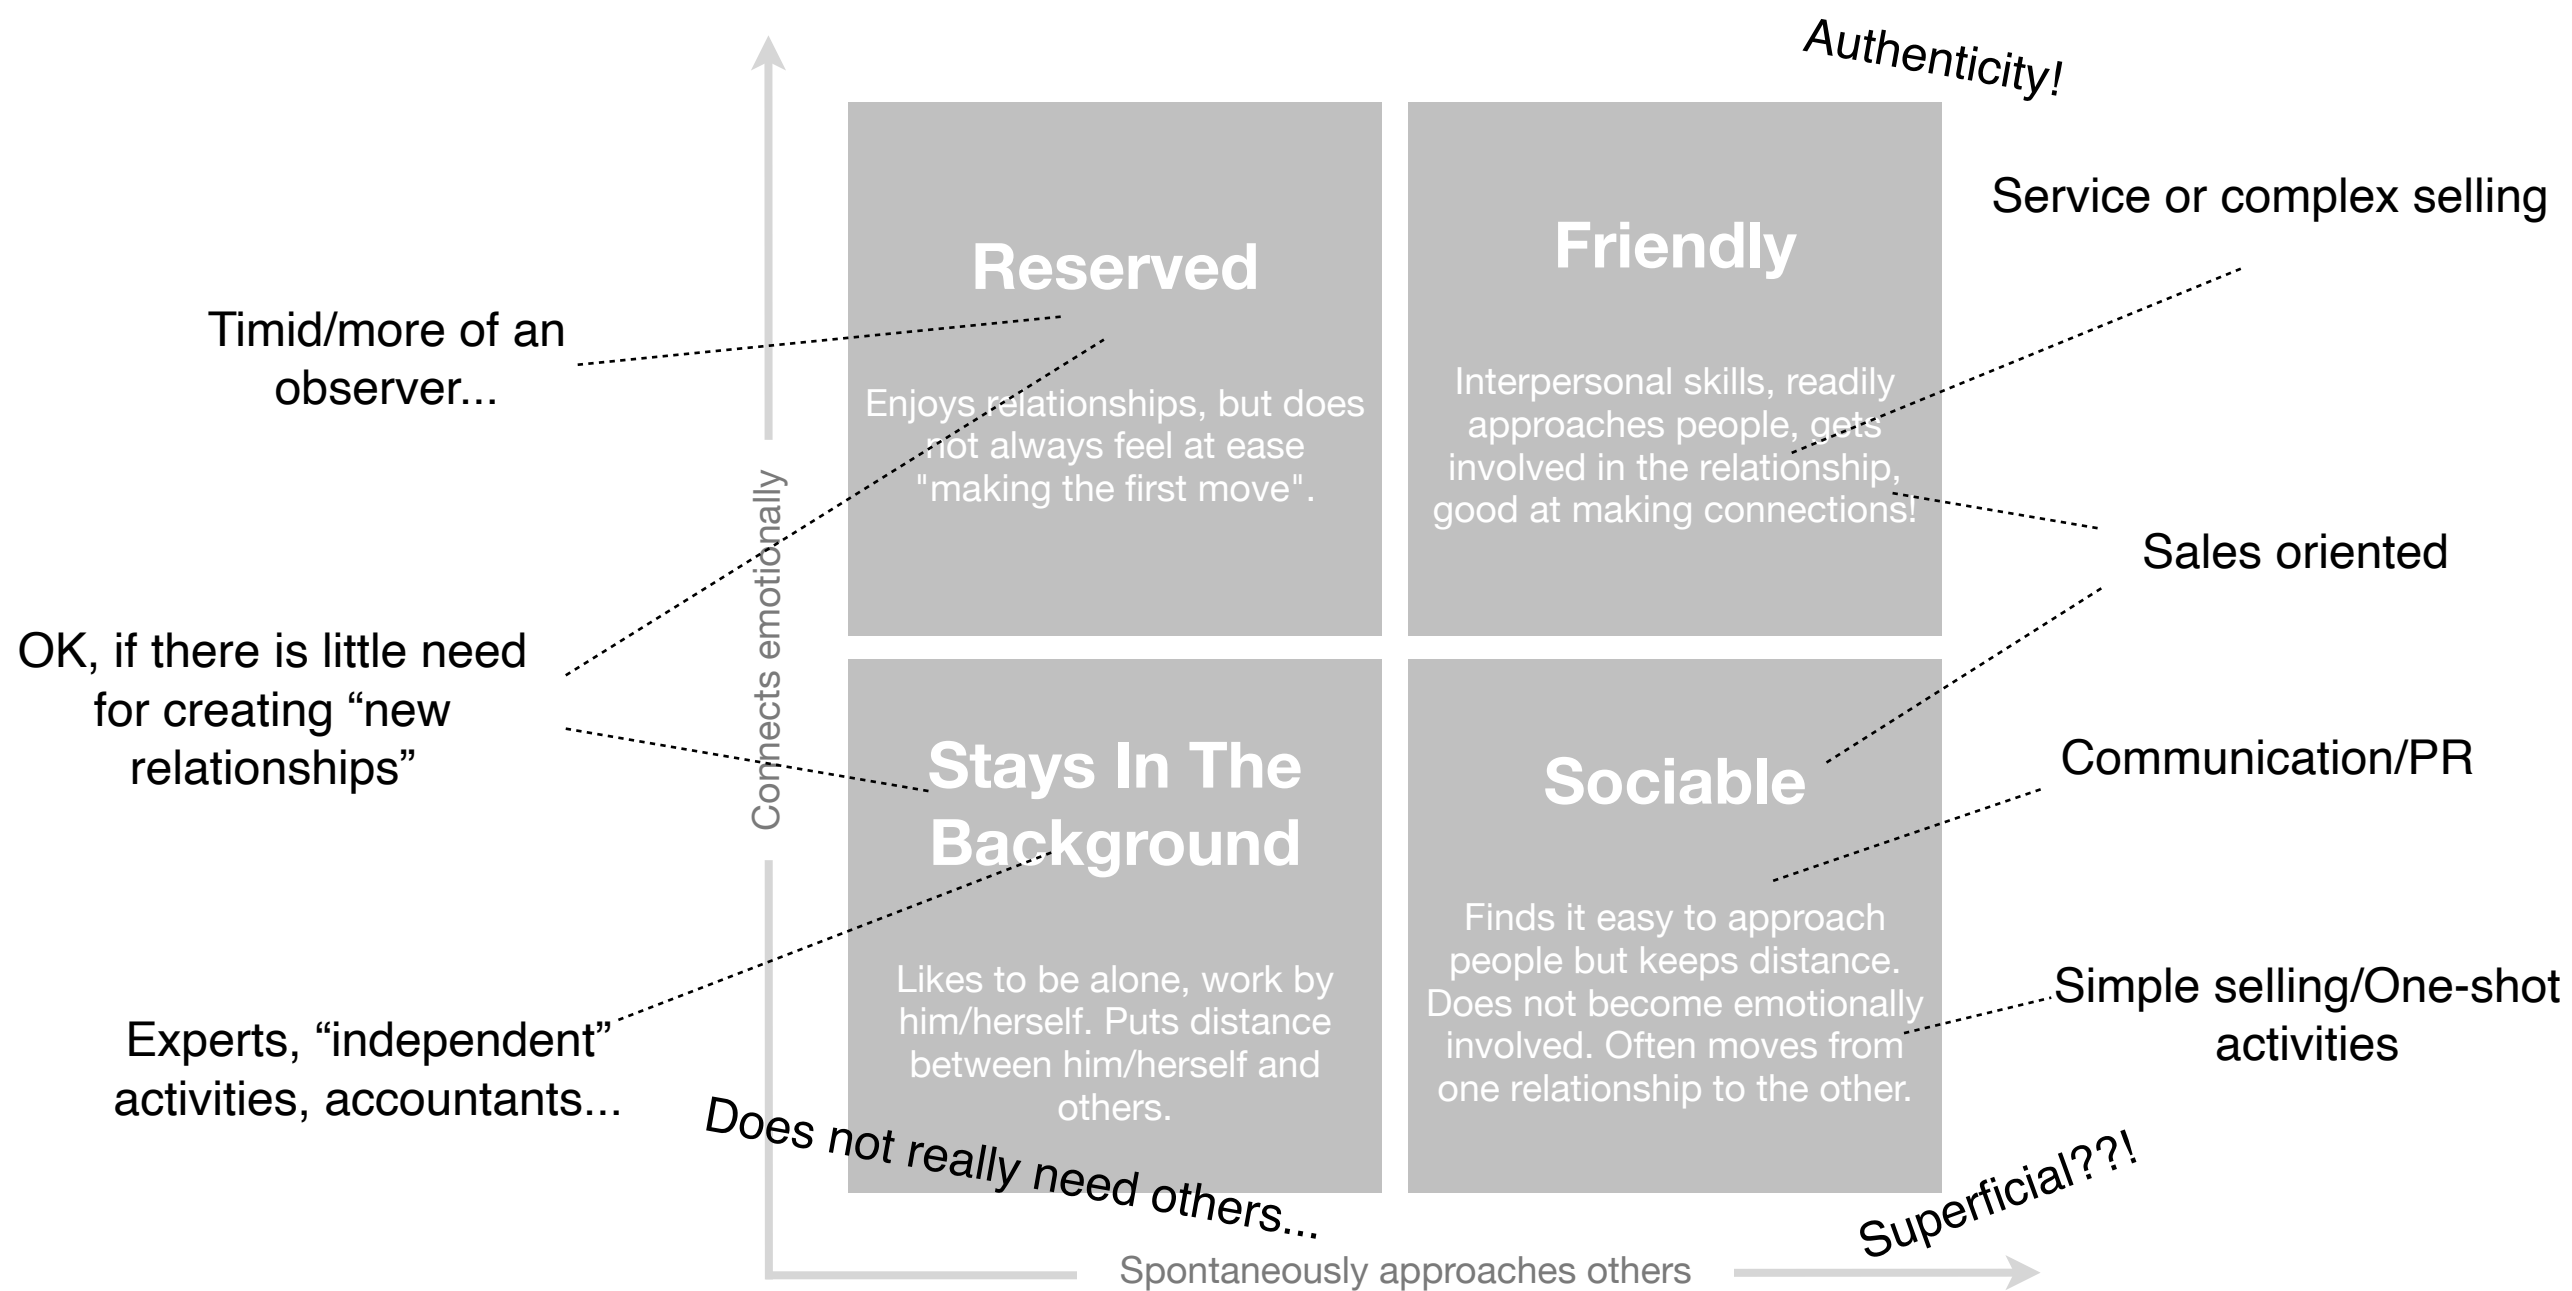 Authenticity!
Service or complex selling
Reserved
Friendly
Timid/more of an
observer...
Enjoys relationships, but does
not always feel at ease
"making the first move".
Interpersonal skills, readily
approaches people, gets
involved in the relationship,
good at making connections!
Sales oriented
Connects emotionally
OK, if there is little need
for creating “new
relationships”
Stays In The
Background
Sociable
Communication/PR
Likes to be alone, work by
him/herself. Puts distance
between him/herself and
others.
Finds it easy to approach
people but keeps distance.
Does not become emotionally
involved. Often moves from
one relationship to the other.
Simple selling/One-shot
activities
Experts, “independent”
activities, accountants...
Does not really need others...
Superficial??!
Spontaneously approaches others